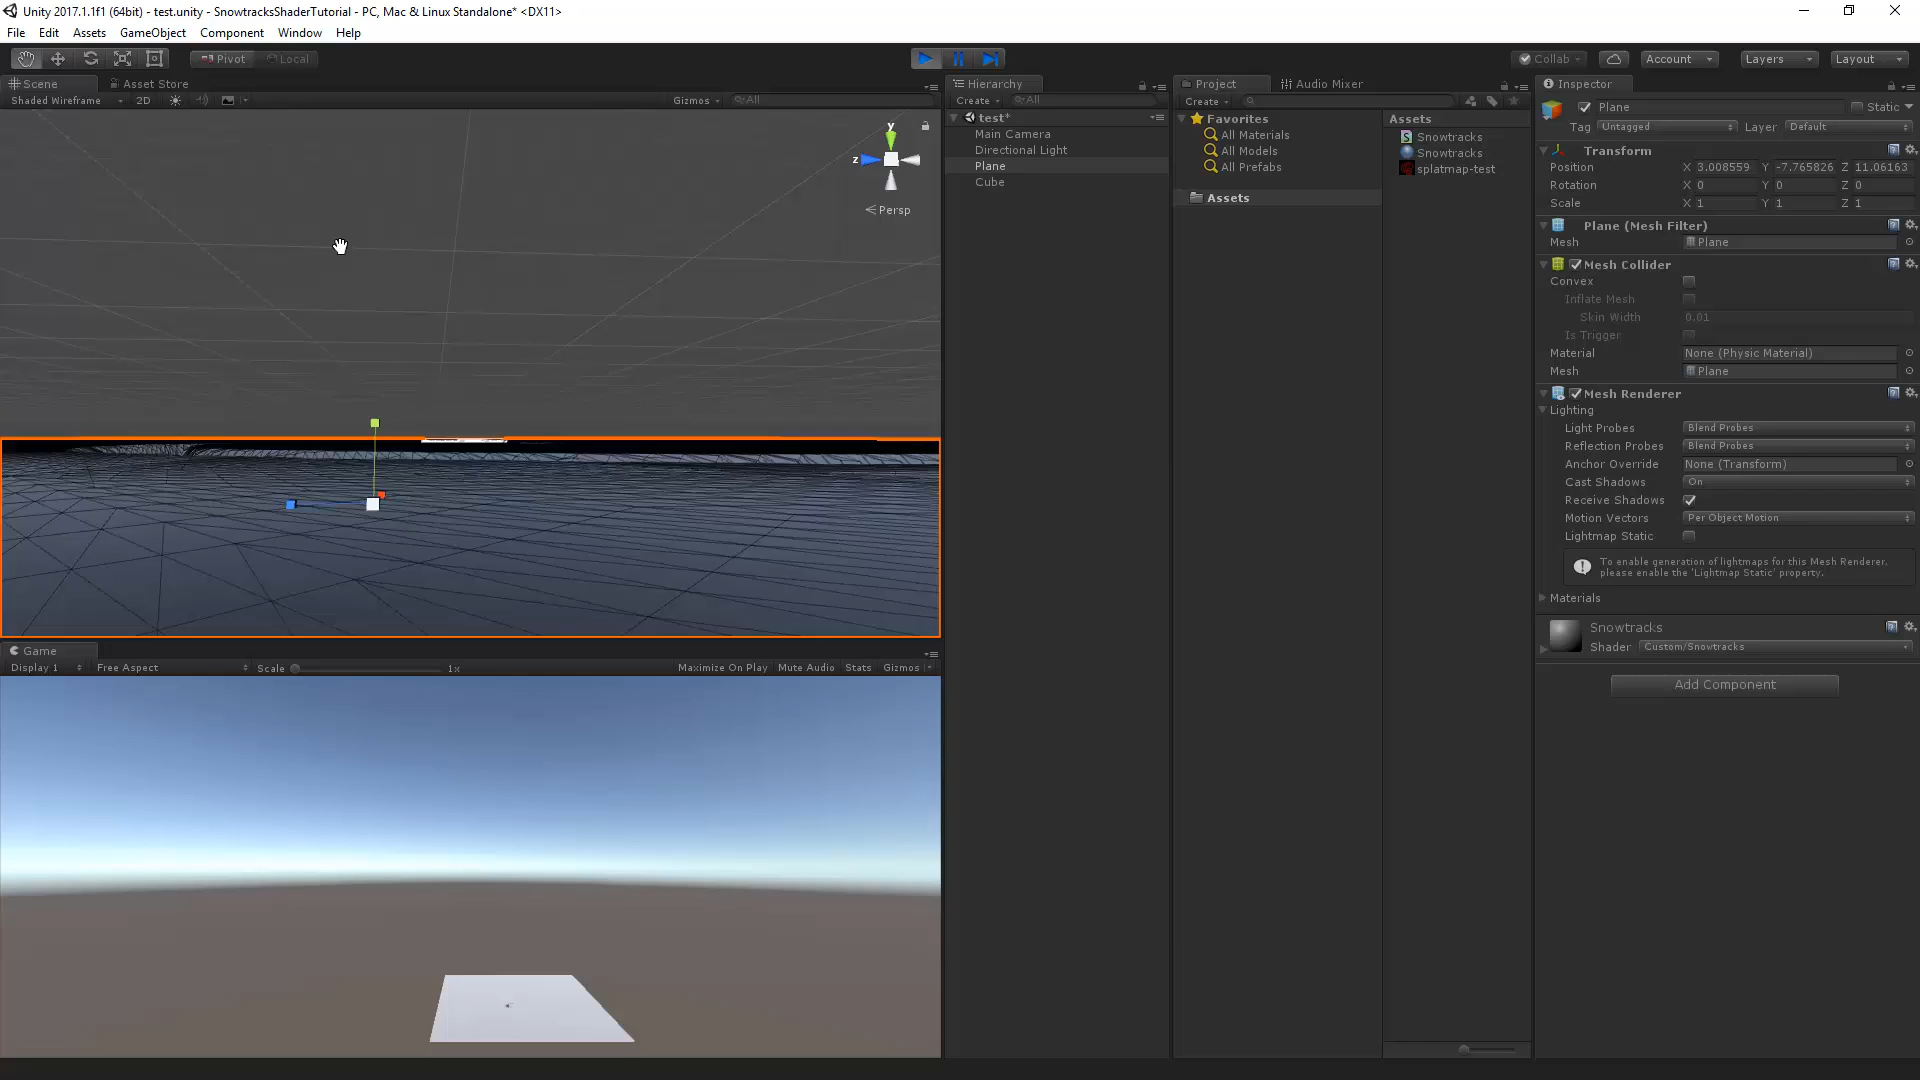 Unity 2017.1.1f1 (64bit) - test.unity - SnowtracksShaderTutorial - PC, Mac & Linux Standalone* <DX11>
File Edit Assets GameObject Component Window Help
Pivot Local Collab Account Layers Layout
Scene Asset Store
Shaded Wireframe 2D Gizmos All
y
z
Persp
Game
Display 1 Free Aspect Scale 1x Maximize On Play Mute Audio Stats Gizmos
Hierarchy
Create All
test*
Main Camera
Directional Light
Plane
Cube
Project Audio Mixer
Create
Favorites
All Materials
All Models
All Prefabs
Assets
Assets
Snowtracks
Snowtracks
splatmap-test
Inspector
Plane Static
Tag Untagged Layer Default
Transform
Position X 3.008559 Y -7.765826 Z 11.06163
Rotation X 0 Y 0 Z 0
Scale X 1 Y 1 Z 1
Plane (Mesh Filter)
Mesh Plane
Mesh Collider
Convex
Inflate Mesh
Skin Width 0.01
Is Trigger
Material None (Physic Material)
Mesh Plane
Mesh Renderer
Lighting
Light Probes Blend Probes
Reflection Probes Blend Probes
Anchor Override None (Transform)
Cast Shadows On
Receive Shadows
Motion Vectors Per Object Motion
Lightmap Static
To enable generation of lightmaps for this Mesh Renderer,
please enable the 'Lightmap Static' property.
Materials
Snowtracks
Shader Custom/Snowtracks
Add Component